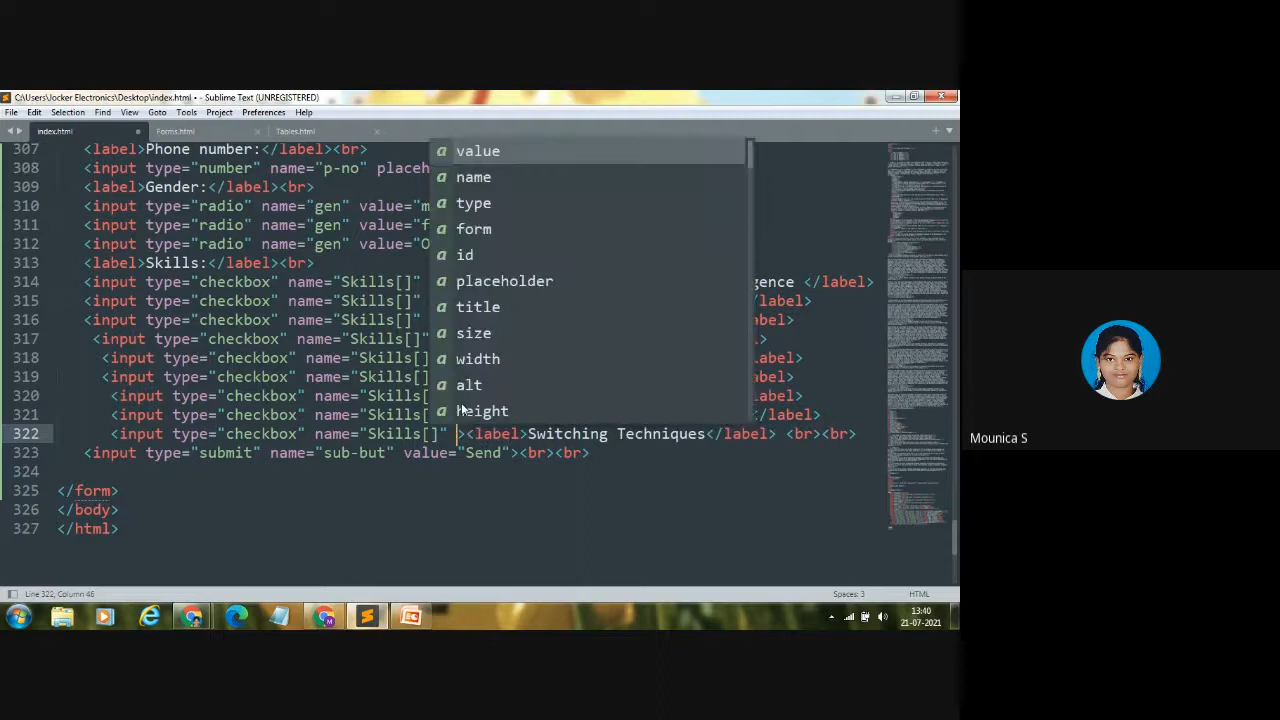 C:\Users\Jocker Electronics\Desktop\index.html • - Sublime Text (UNREGISTERED)
File Edit Selection Find View Goto Tools Project Preferences Help
index.html Forms.html Tables.html
307 <label>Phone number:</label><br>
308 <input type="number" name="p-no" placeh
309 <label>Gender:</label><br>
310 <input type="radio" name="gen" value="m
311 <input type="radio" name="gen" value="f
312 <input type="radio" name="gen" value="O
313 <label>Skills:</label><br>
314 <input type="checkbox" name="Skills[]" gence </label>
315 <input type="checkbox" name="Skills[]" /label>
316 <input type="checkbox" name="Skills[]" abel>
317 <input type="checkbox" name="Skills[] l>
318 <input type="checkbox" name="Skills[ abel>
319 <input type="checkbox" name="Skills[ abel>
320 <input type="checkbox" name="Skills[] abel>
321 <input type="checkbox" name="Skills[] </label>
322 <input type="checkbox" name="Skills[]" ><label>Switching Techniques</label> <br><br>
323 <input type="submit" name="sub-but" value="Send"><br><br>
324
325 </form>
326 </body>
327 </html>
a value
a name
a type
a form
a id
a placeholder
a title
a size
a width
a alt
a height
Line 322, Column 46 Spaces: 3 HTML
13:40
21-07-2021
Mounica S